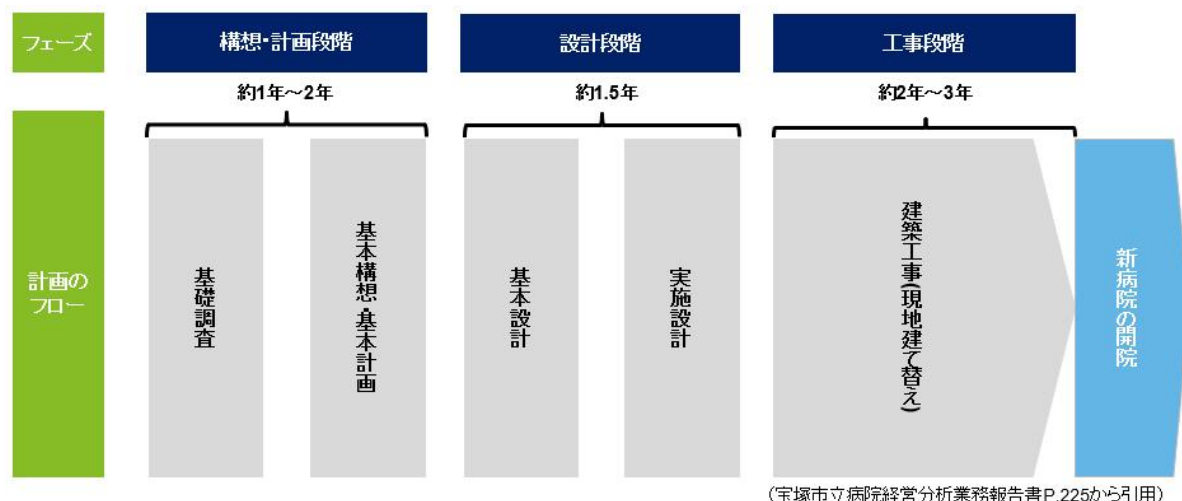 フェーズ
構想・計画段階
設計段階
工事段階
約1年～2年
約1.5年
約2年～3年
計画の
フロー
基礎調査
基本構想・基本計画
基本設計
実施設計
建築工事(現地建て替え)
新病院の開院
(宝塚市立病院経営分析業務報告書P.225から引用)